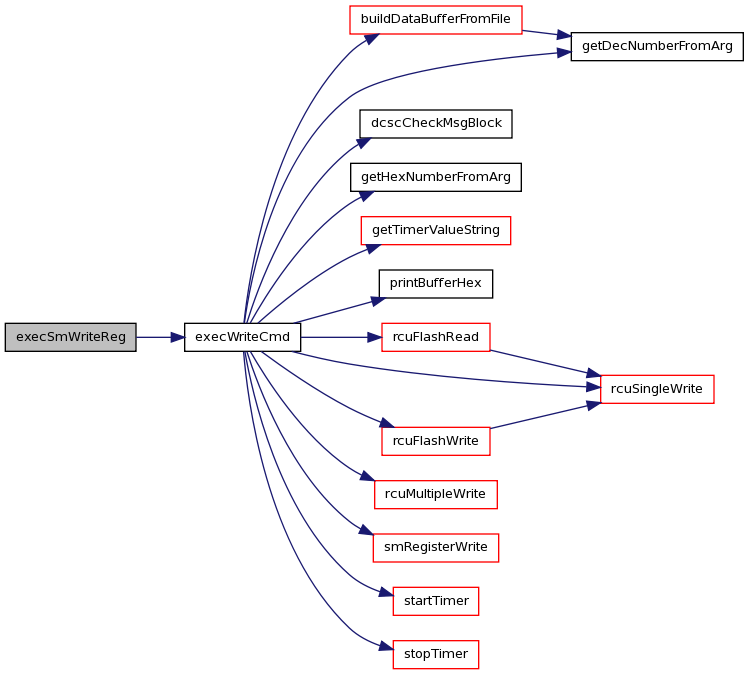 buildDataBufferFromFile
getDecNumberFromArg
dcscCheckMsgBlock
getHexNumberFromArg
getTimerValueString
printBufferHex
execSmWriteReg
execWriteCmd
rcuFlashRead
rcuSingleWrite
rcuFlashWrite
rcuMultipleWrite
smRegisterWrite
startTimer
stopTimer